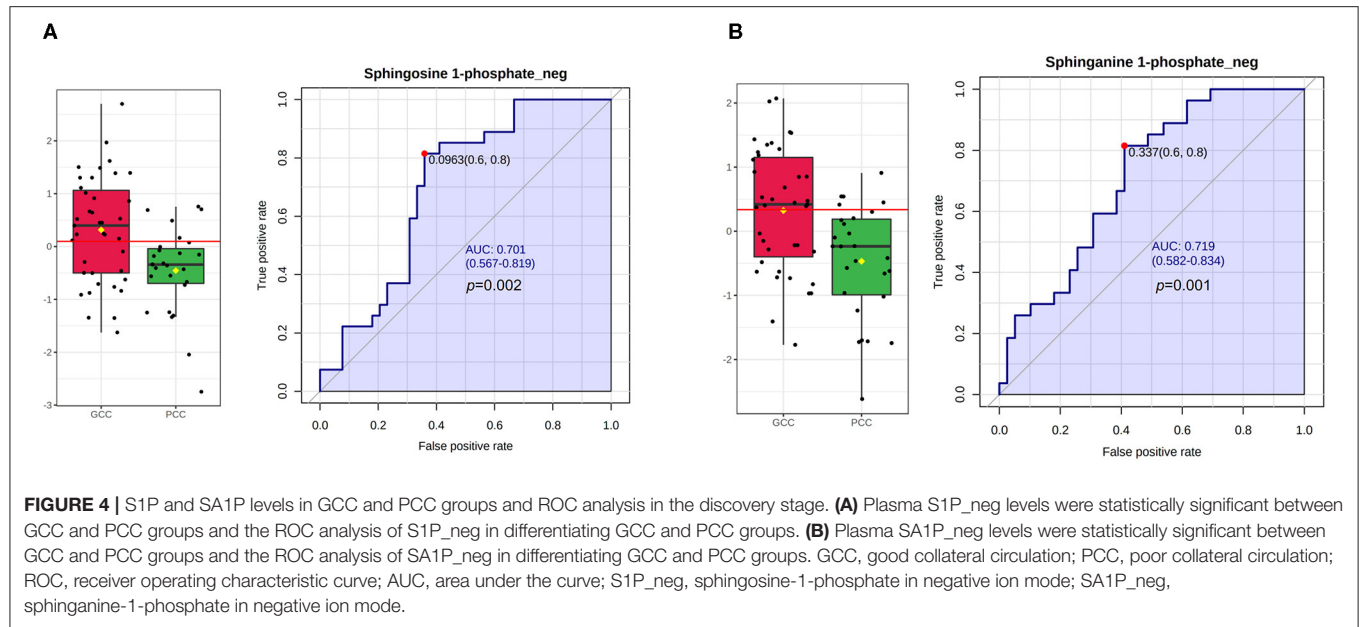 A
B
Sphingosine 1-phosphate_neg
2
1
0
-1
-2
-3
GCC
PCC
True positive rate
1.0
0.8
0.6
0.4
0.2
0.0
0.0963(0.6, 0.8)
AUC: 0.701
(0.567-0.819)
p=0.002
0.0
0.2
0.4
0.6
0.8
1.0
False positive rate
Sphinganine 1-phosphate_neg
2
1
0
-1
-2
GCC
PCC
True positive rate
1.0
0.8
0.6
0.4
0.2
0.0
0.337(0.6, 0.8)
AUC: 0.719
(0.582-0.834)
p=0.001
0.0
0.2
0.4
0.6
0.8
1.0
False positive rate
FIGURE 4 | S1P and SA1P levels in GCC and PCC groups and ROC analysis in the discovery stage. (A) Plasma S1P_neg levels were statistically significant between
GCC and PCC groups and the ROC analysis of S1P_neg in differentiating GCC and PCC groups. (B) Plasma SA1P_neg levels were statistically significant between
GCC and PCC groups and the ROC analysis of SA1P_neg in differentiating GCC and PCC groups. GCC, good collateral circulation; PCC, poor collateral circulation;
ROC, receiver operating characteristic curve; AUC, area under the curve; S1P_neg, sphingosine-1-phosphate in negative ion mode; SA1P_neg,
sphinganine-1-phosphate in negative ion mode.